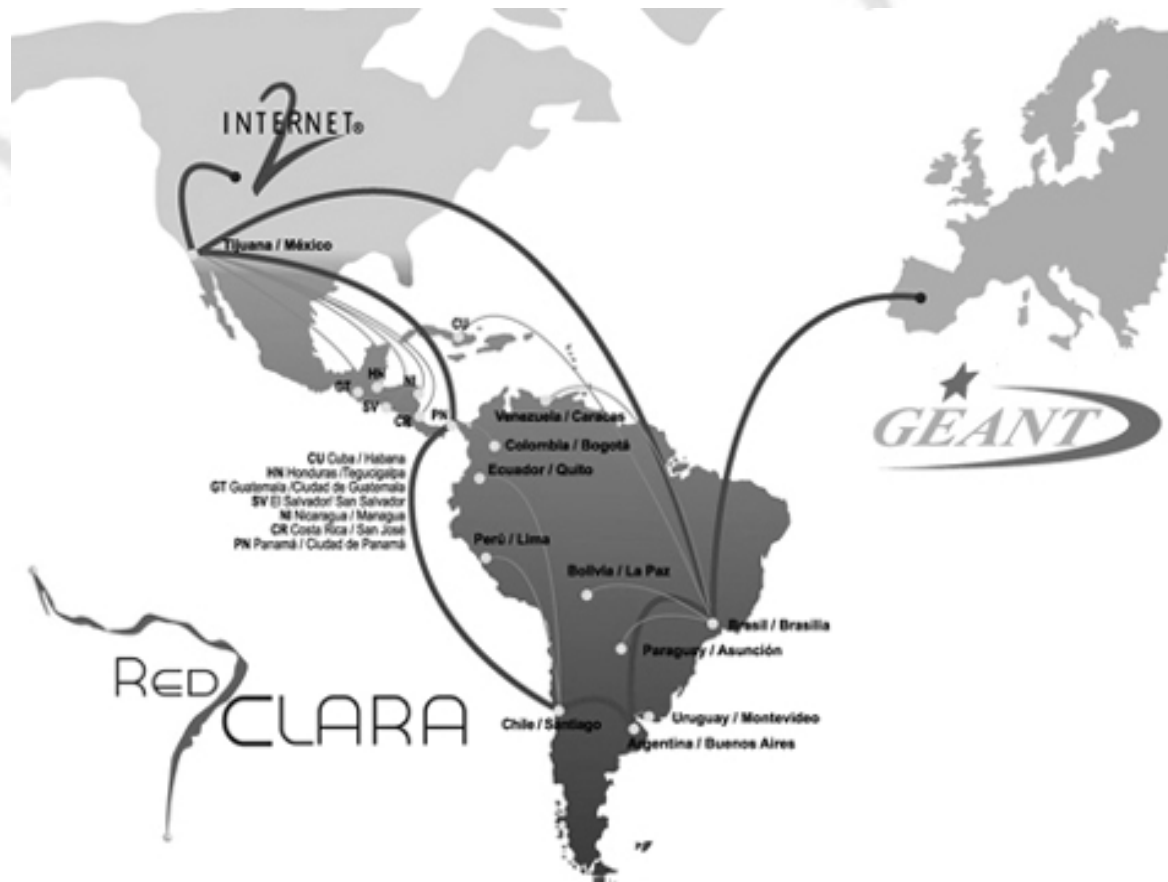 INTERNET®
2
Tijuana / México
CU
HN
NI
GT
SV
CR
PN
Venezuela / Caracas
Colombia / Bogotá
Ecuador / Quito
CU Cuba / Habana
HN Honduras /Tegucigalpa
GT Guatemala /Ciudad de Guatemala
SV El Salvador/ San Salvador
NI Nicaragua / Managua
CR Costa Rica / San José
PN Panamá / Ciudad de Panamá
Perú / Lima
Bolivia / La Paz
Brasil / Brasilia
Paraguay / Asunción
Uruguay / Montevideo
Chile / Santiago
Argentina / Buenos Aires
GEANT
RED
CLARA